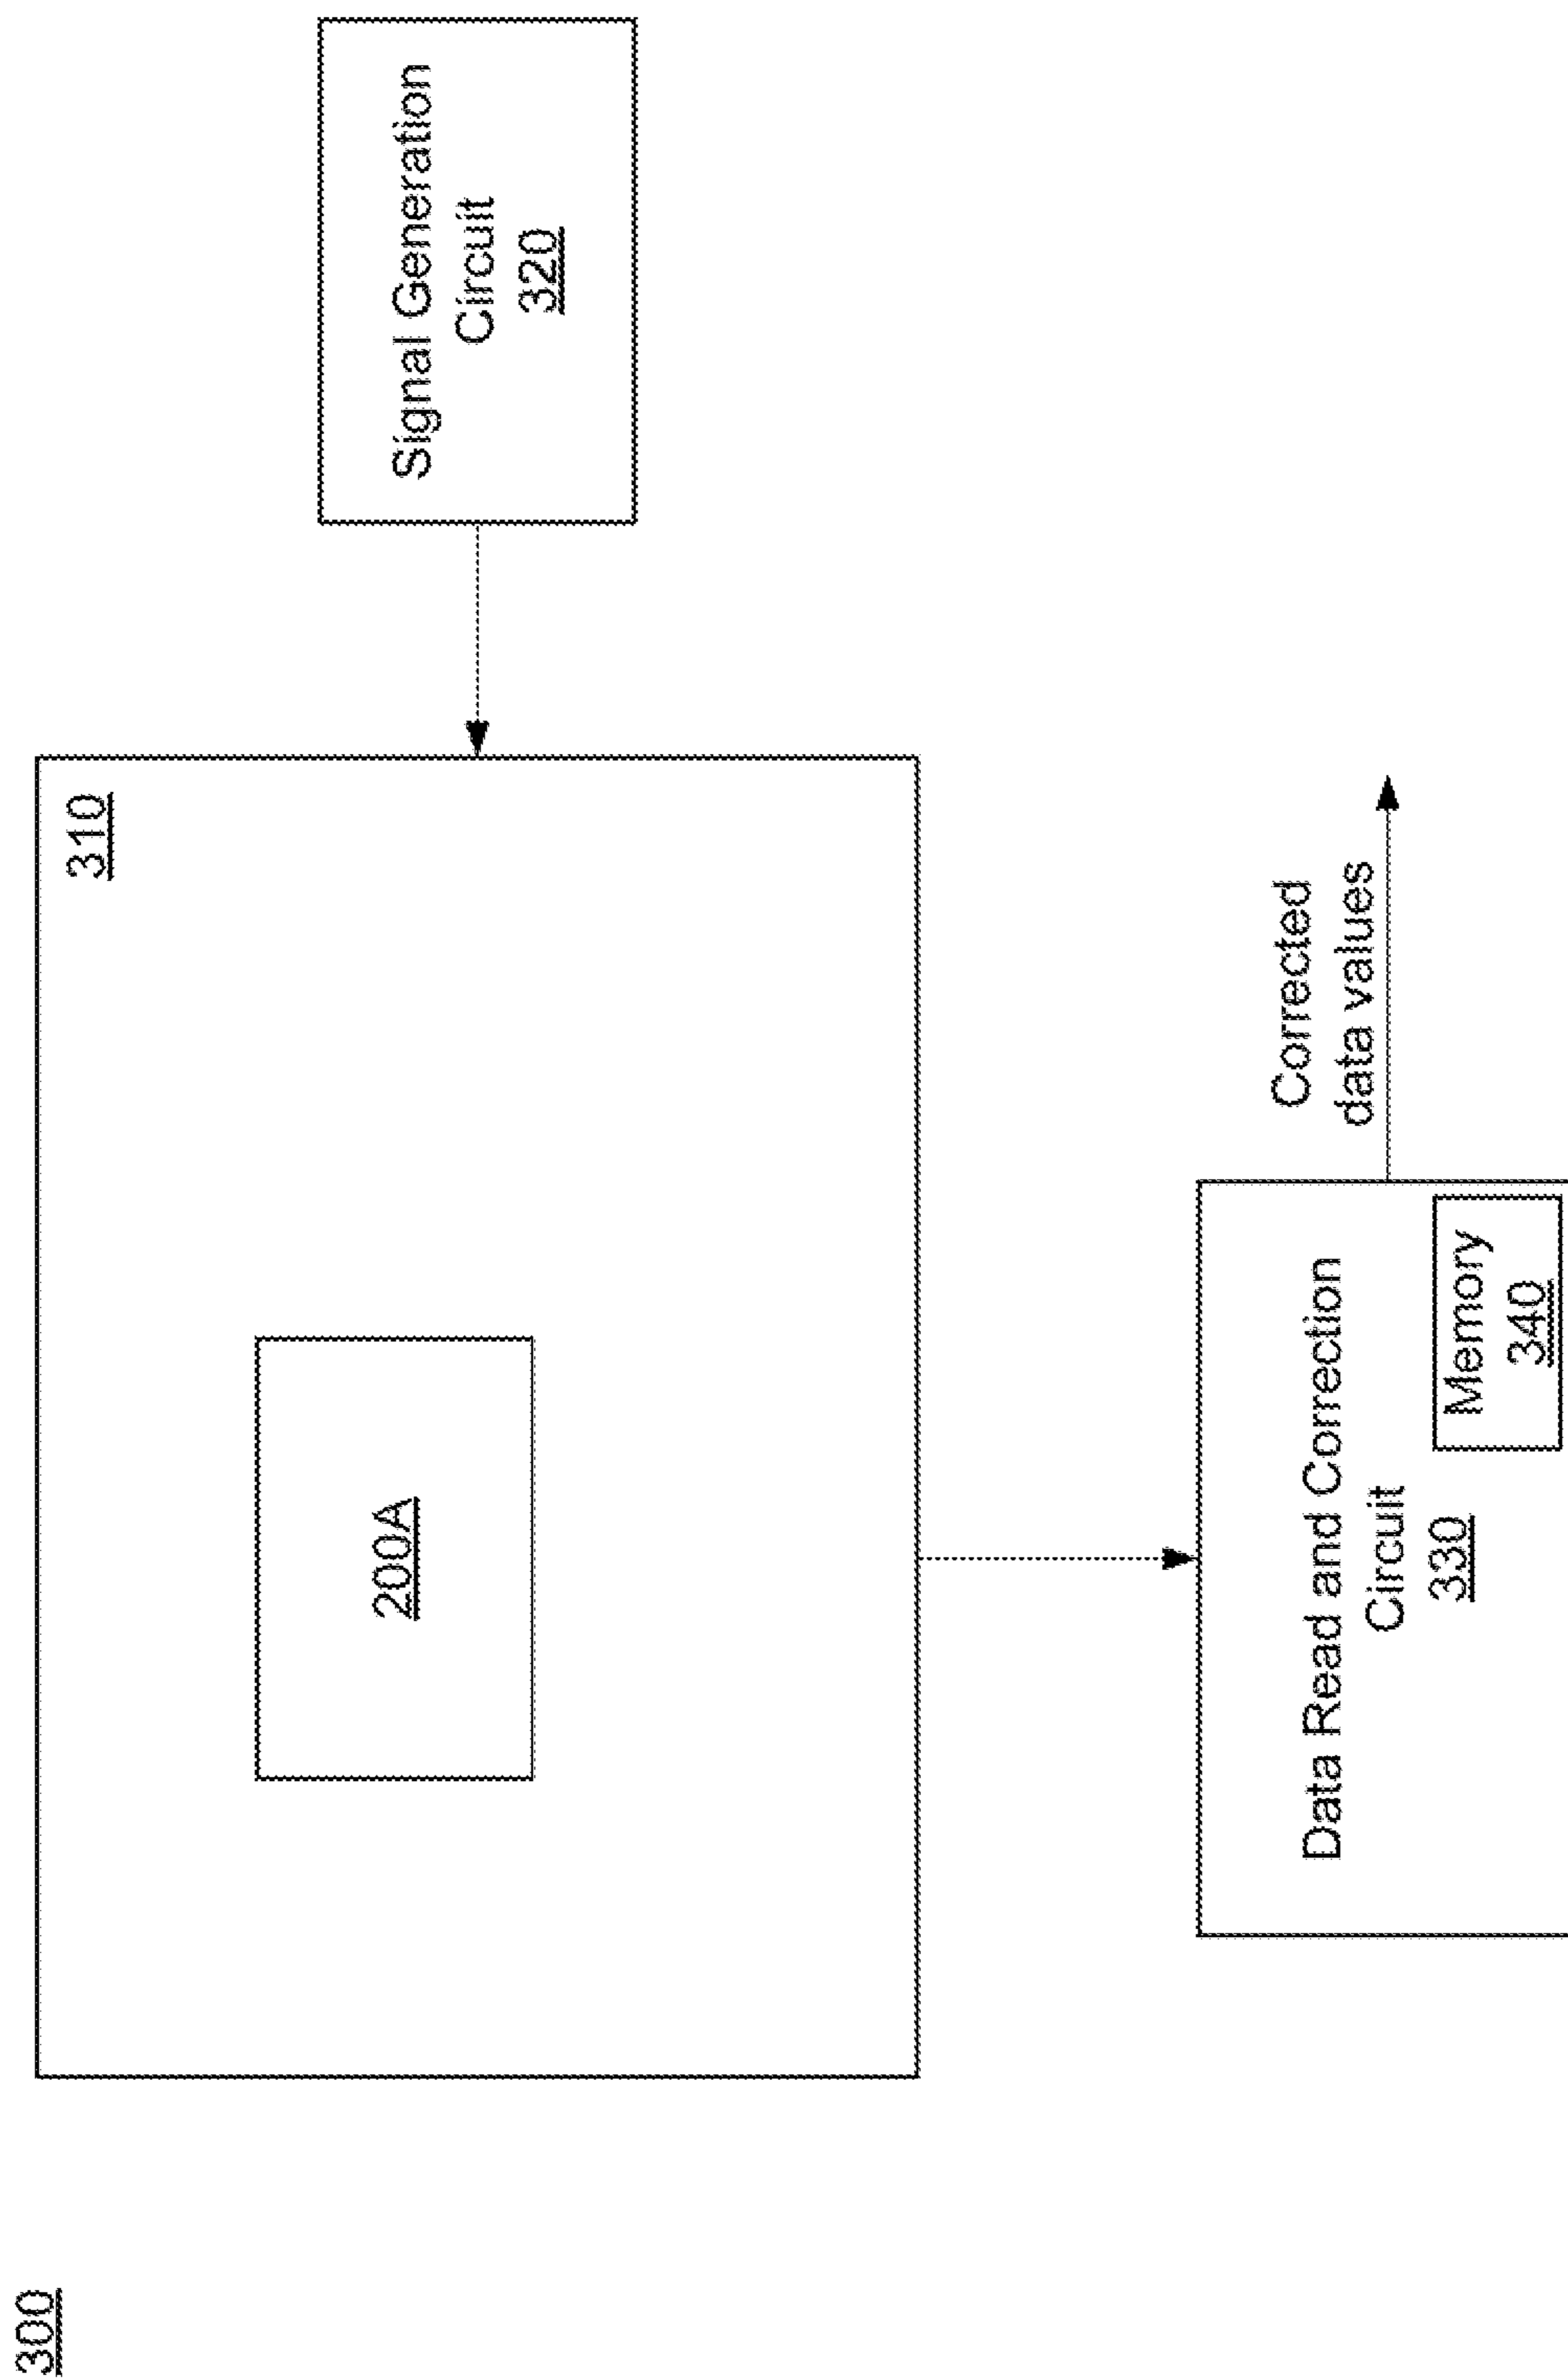 300
310
200A
Signal Generation
Circuit
320
Data Read and Correction
Circuit
330
Memory
340
Corrected
data values